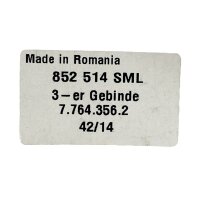 Made in Romania
852 514 SML
3-er Gebinde
7.764.356.2
42/14